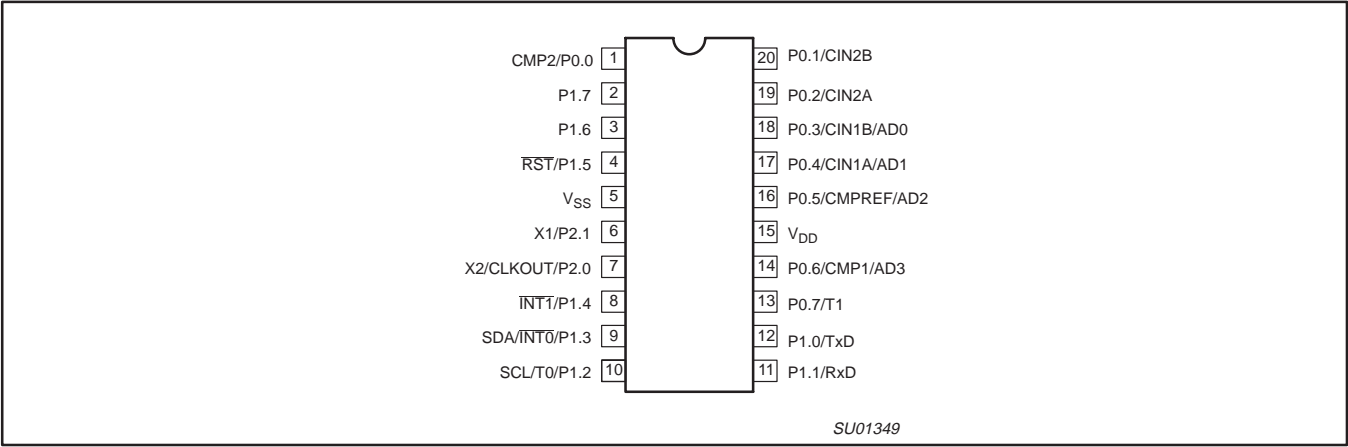 CMP2/P0.0 1 20 P0.1/CIN2B
P1.7 2 19 P0.2/CIN2A
P1.6 3 18 P0.3/CIN1B/AD0
R̅S̅T̅/P1.5 4 17 P0.4/CIN1A/AD1
VSS 5 16 P0.5/CMPREF/AD2
X1/P2.1 6 15 VDD
X2/CLKOUT/P2.0 7 14 P0.6/CMP1/AD3
I̅N̅T̅1̅/P1.4 8 13 P0.7/T1
SDA/I̅N̅T̅0̅/P1.3 9 12 P1.0/TxD
SCL/T0/P1.2 10 11 P1.1/RxD
SU01349